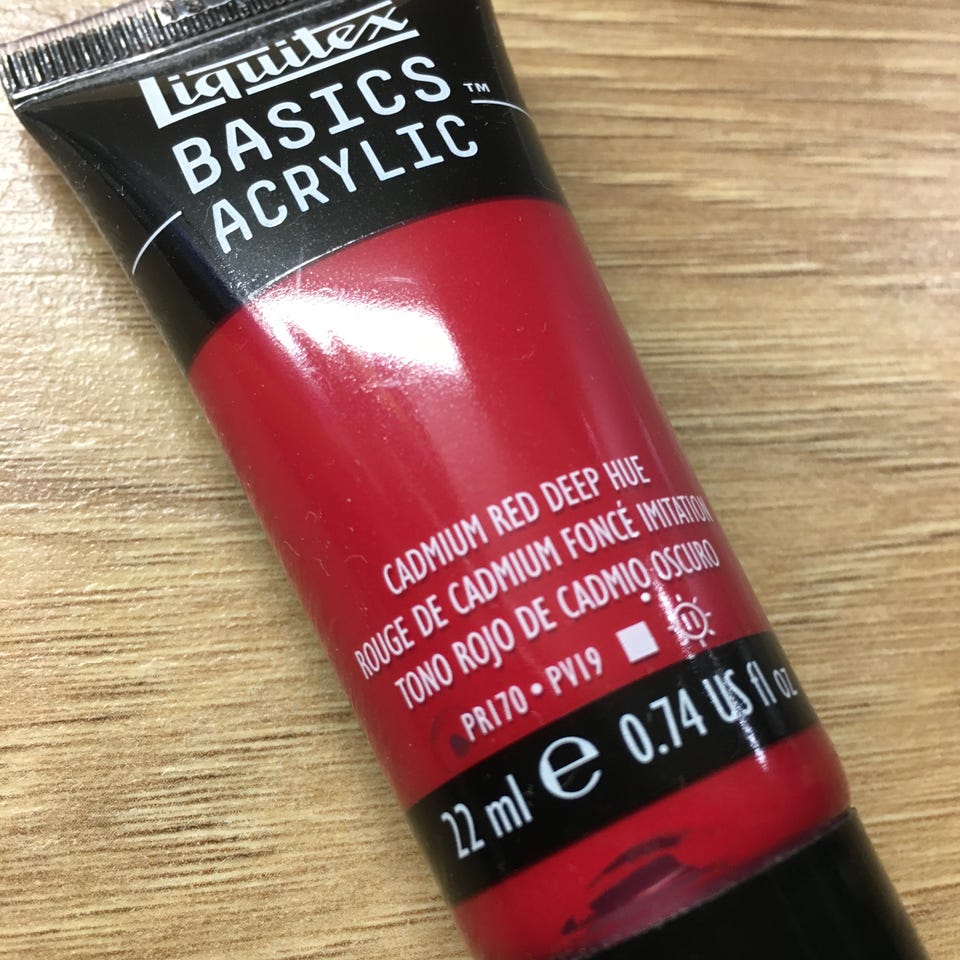 Liquitex
BASICS™
ACRYLIC
CADMIUM RED DEEP HUE
ROUGE DE CADMIUM FONCÉ IMITATION
TONO ROJO DE CADMIO OSCURO
PR170 • PV19 II
22 ml e 0.74 US fl oz